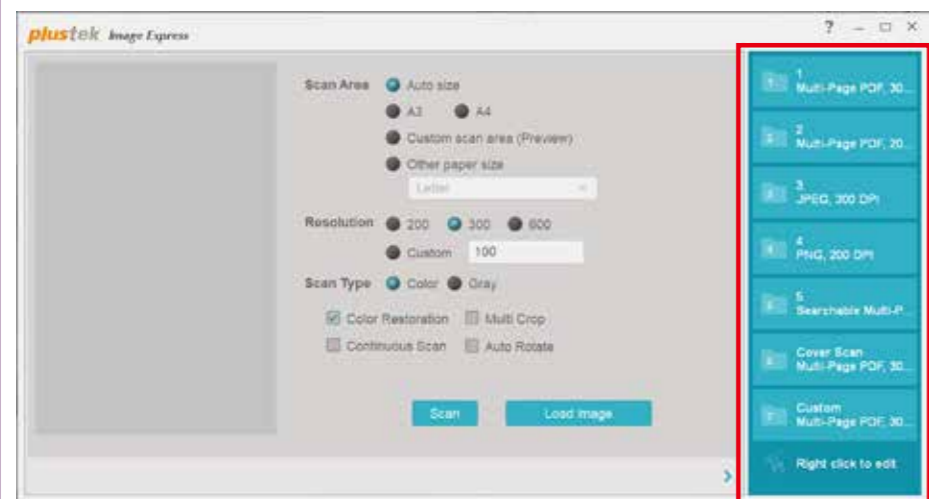 plustek Image Express
?
Scan Area Auto size
A3 A4
Custom scan area (Preview)
Other paper size
Letter
Resolution 200 300 600
Custom 100
Scan Type Color Gray
Color Restoration Multi Crop
Continuous Scan Auto Rotate
Scan Load Image
1
Multi-Page PDF, 30...
2
Multi-Page PDF, 20...
3
JPEG, 300 DPI
4
PNG, 200 DPI
5
Searchable Multi-P...
Cover Scan
Multi-Page PDF, 30...
Custom
Multi-Page PDF, 30...
Right click to edit